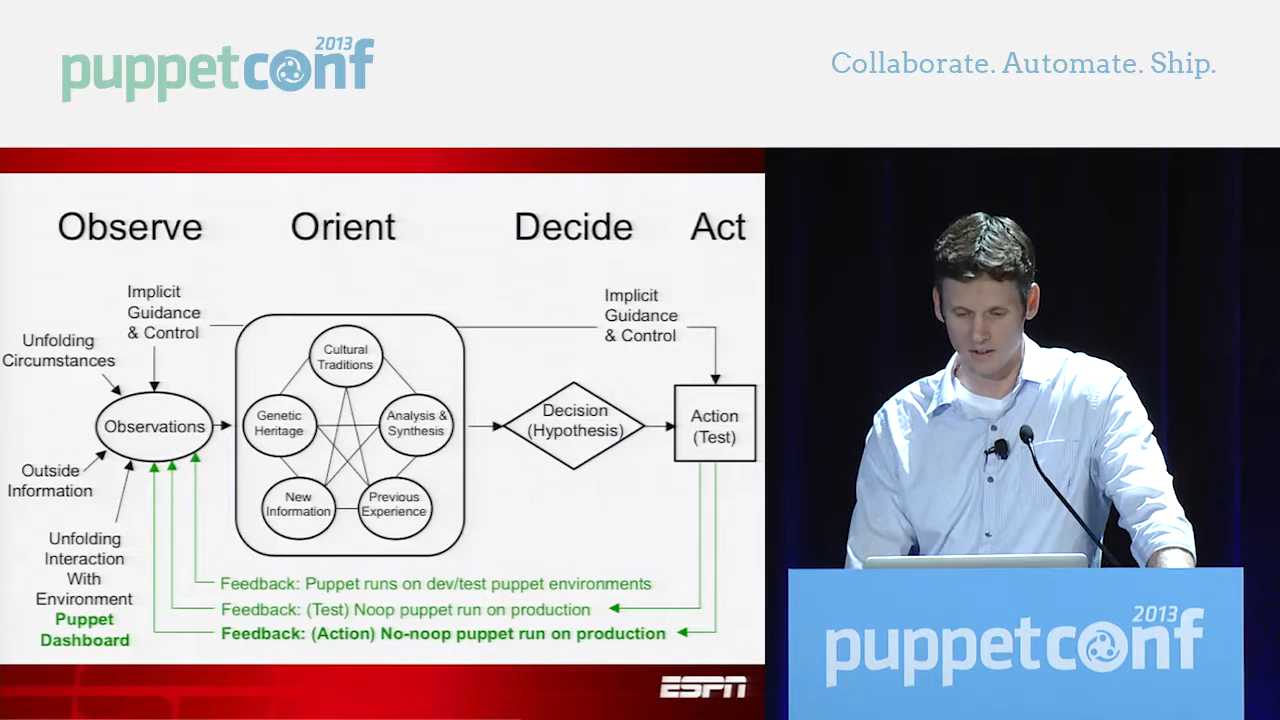 2013
puppetconf
Collaborate. Automate. Ship.
Observe
Orient
Decide
Act
Implicit
Guidance
& Control
Unfolding
Circumstances
Observations
Outside
Information
Unfolding
Interaction
With
Environment
Puppet
Dashboard
Cultural
Traditions
Genetic
Heritage
Analysis &
Synthesis
New
Information
Previous
Experience
Decision
(Hypothesis)
Implicit
Guidance
& Control
Action
(Test)
Feedback: Puppet runs on dev/test puppet environments
Feedback: (Test) Noop puppet run on production
Feedback: (Action) No-noop puppet run on production
ESPN
2013
puppetconf